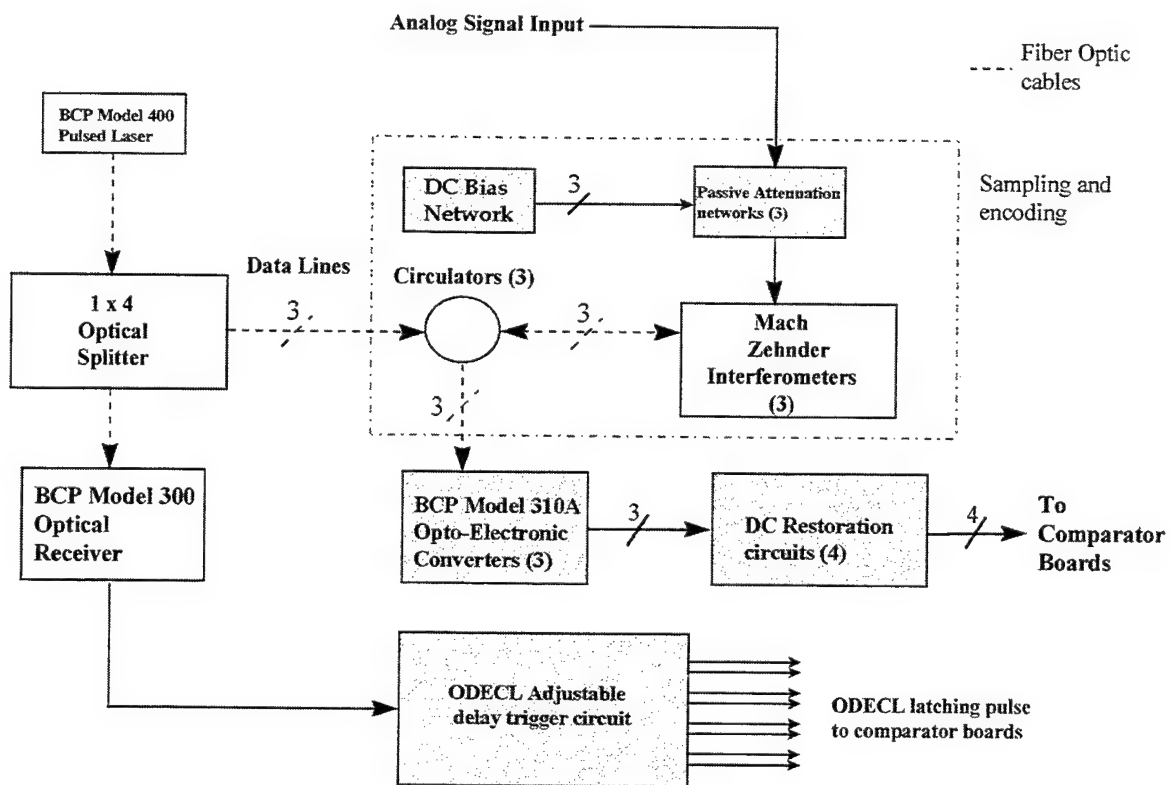 Analog Signal Input
Fiber Optic
cables
BCP Model 400
Pulsed Laser
DC Bias
Network
3
Passive Attenuation
networks (3)
Sampling and
encoding
Data Lines
Circulators (3)
1 x 4
Optical
Splitter
3
3
Mach
Zehnder
Interferometers
(3)
3
BCP Model 300
Optical
Receiver
BCP Model 310A
Opto-Electronic
Converters (3)
3
DC Restoration
circuits (4)
4
To
Comparator
Boards
ODECL Adjustable
delay trigger circuit
ODECL latching pulse
to comparator boards